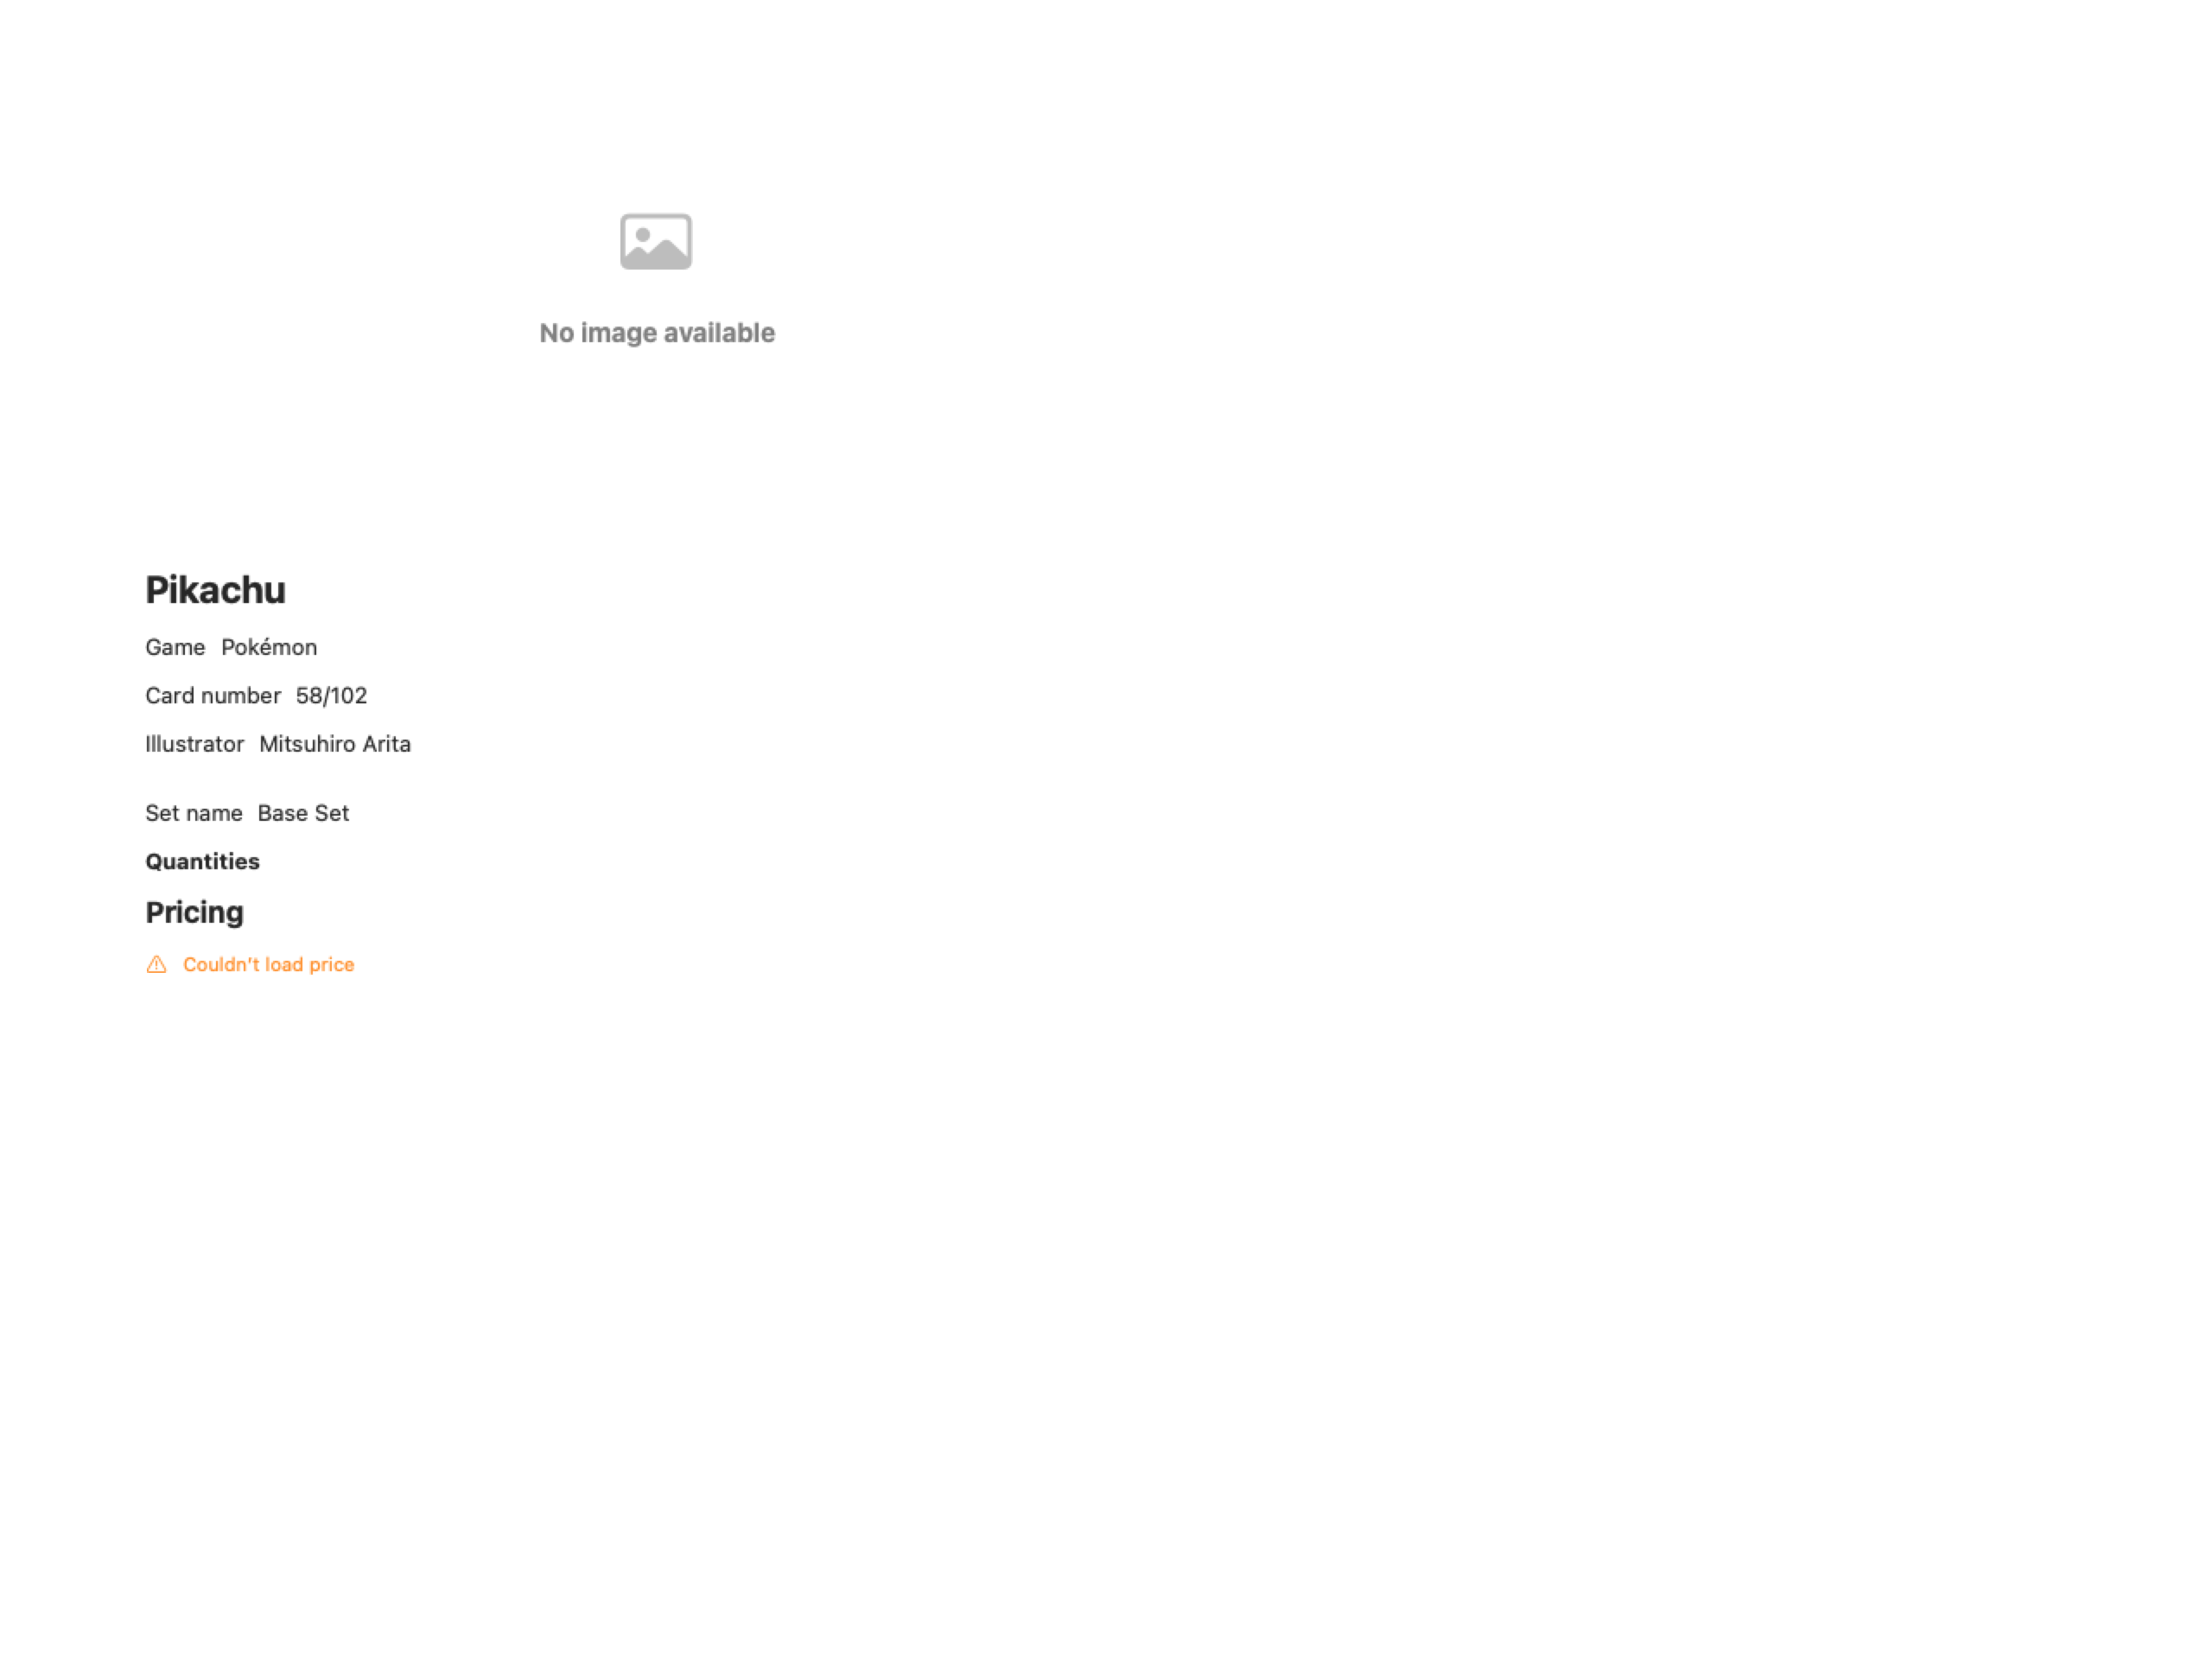 No image available
Pikachu
Game Pokémon
Card number 58/102
Illustrator Mitsuhiro Arita
Set name Base Set
Quantities
Pricing
Couldn't load price